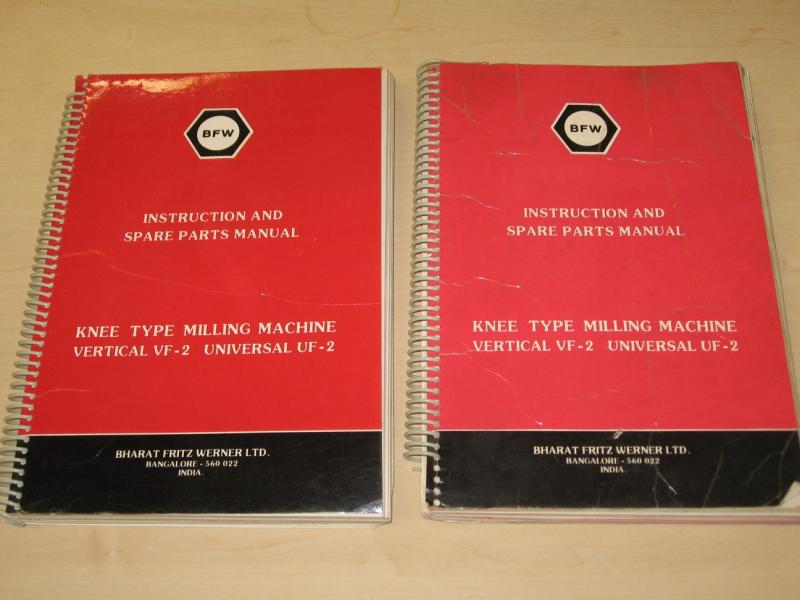 BFW
INSTRUCTION AND
SPARE PARTS MANUAL
KNEE TYPE MILLING MACHINE
VERTICAL VF-2 UNIVERSAL UF-2
BHARAT FRITZ WERNER LTD.
BANGALORE - 560 022
INDIA.
BFW
INSTRUCTION AND
SPARE PARTS MANUAL
KNEE TYPE MILLING MACHINE
VERTICAL VF-2 UNIVERSAL UF-2
BHARAT FRITZ WERNER LTD.
BANGALORE - 560 022
INDIA.